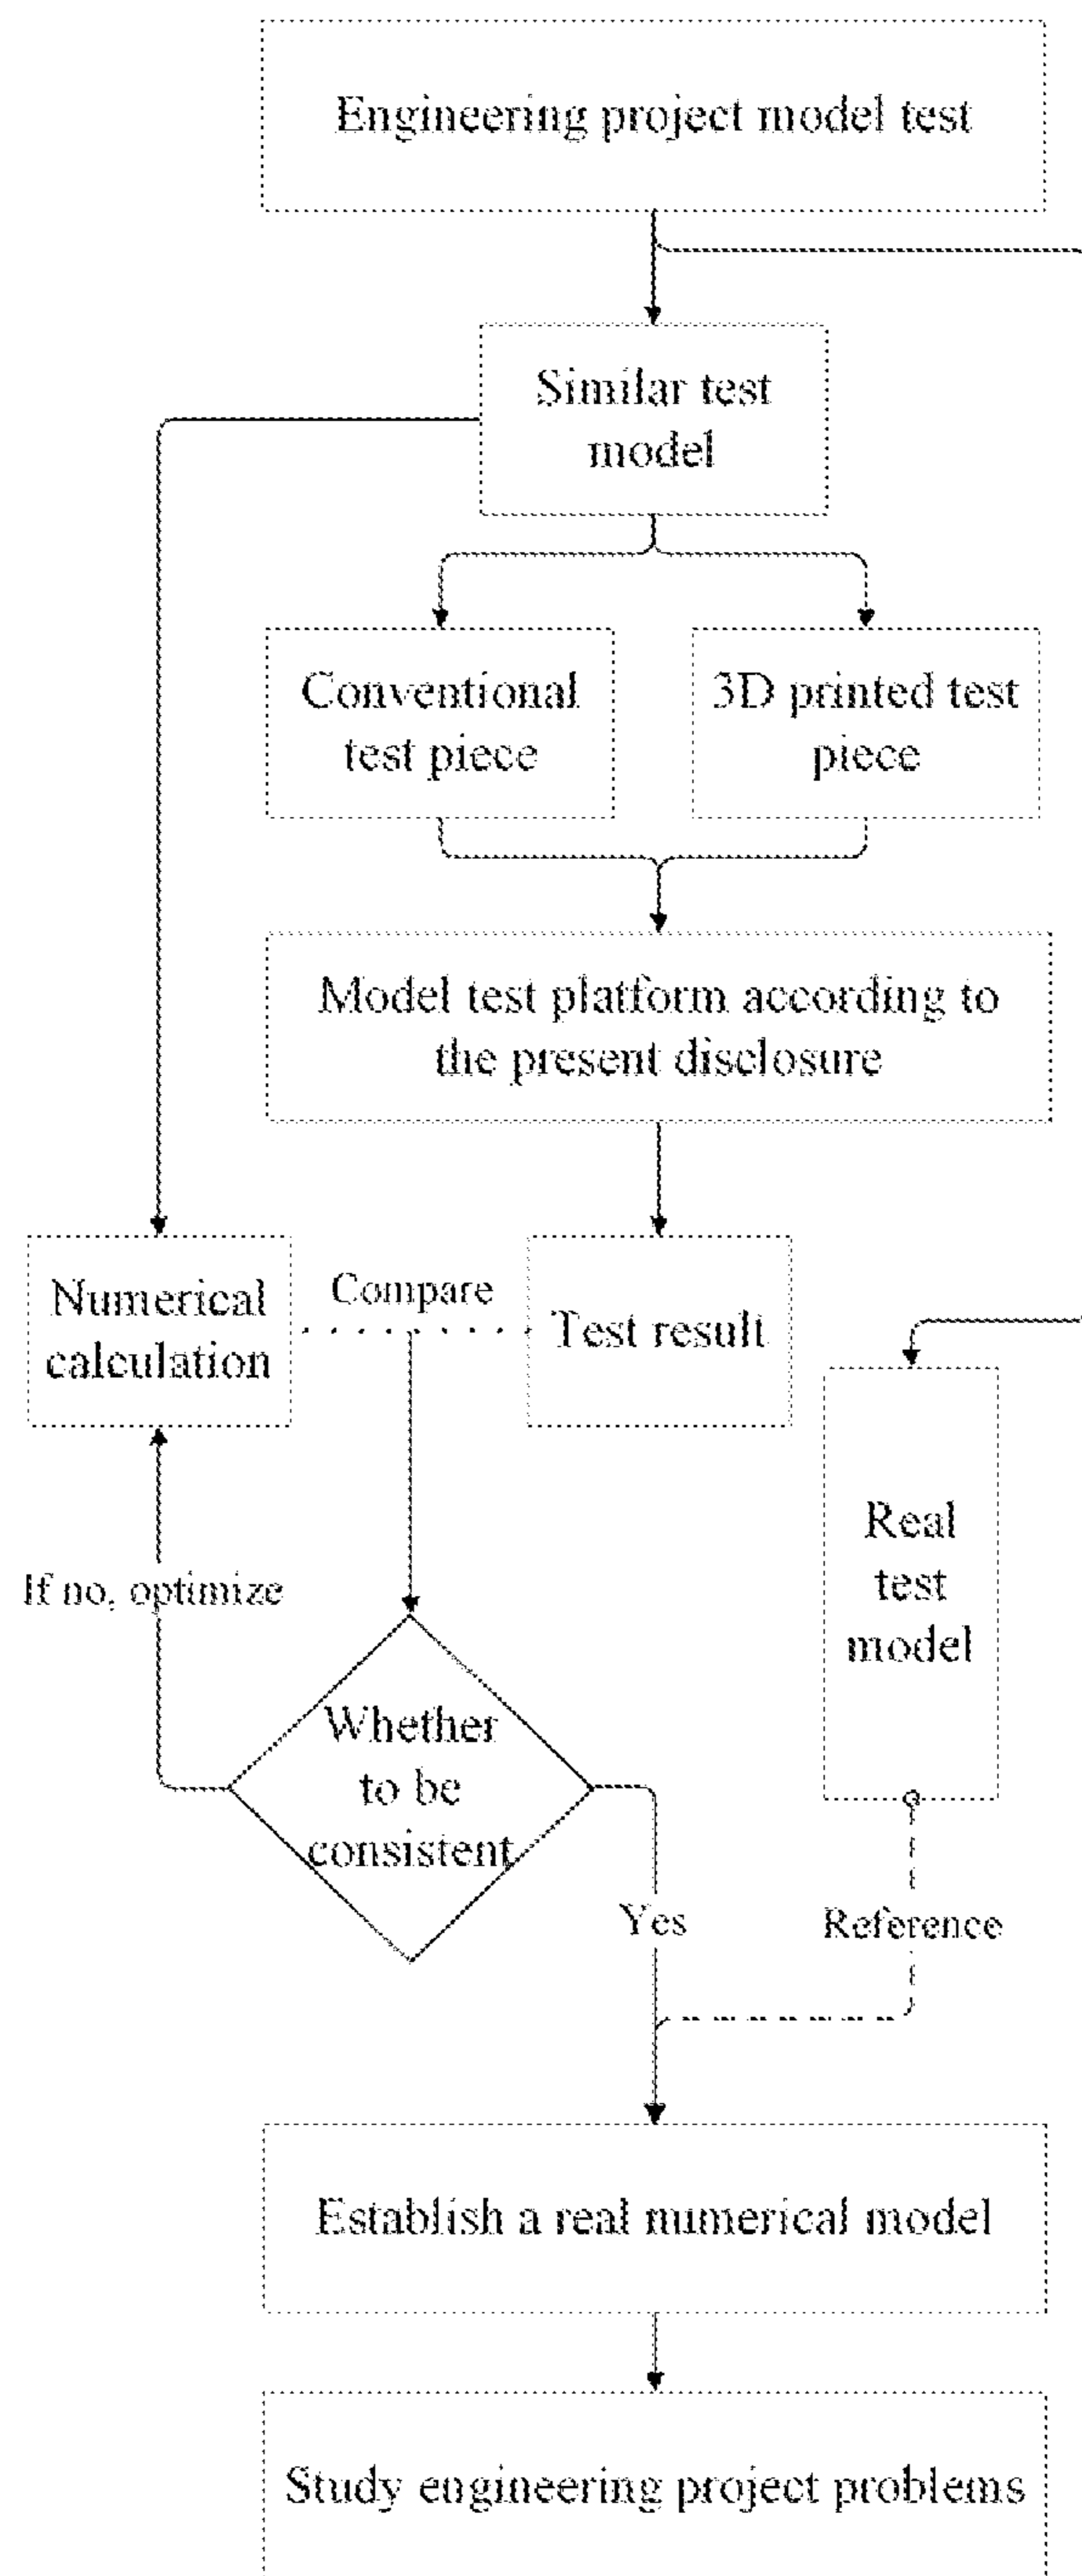 Engineering project model test
Similar test
model
Conventional
test piece
3D printed test
piece
Model test platform according to
the present disclosure
Numerical
calculation
Compare
Test result
Real
test
model
If no, optimize
Whether
to be
consistent
Yes
Reference
Establish a real numerical model
Study engineering project problems